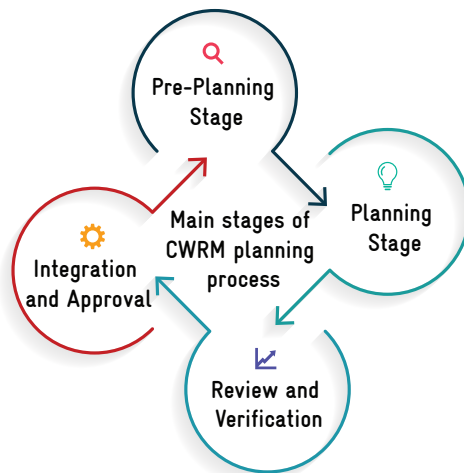 Pre-Planning
Stage
Planning
Stage
Main stages of
CWRM planning
process
Integration
and Approval
Review and
Verification